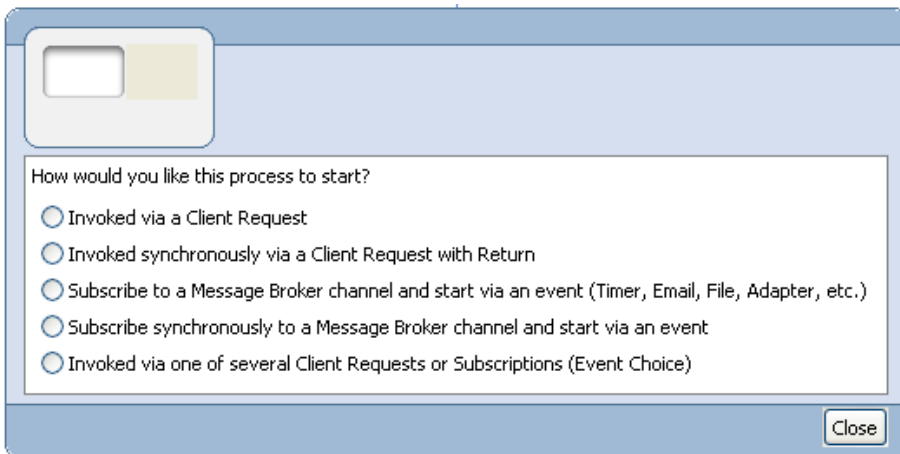 How would you like this process to start?
Invoked via a Client Request
Invoked synchronously via a Client Request with Return
Subscribe to a Message Broker channel and start via an event (Timer, Email, File, Adapter, etc.)
Subscribe synchronously to a Message Broker channel and start via an event
Invoked via one of several Client Requests or Subscriptions (Event Choice)
Close